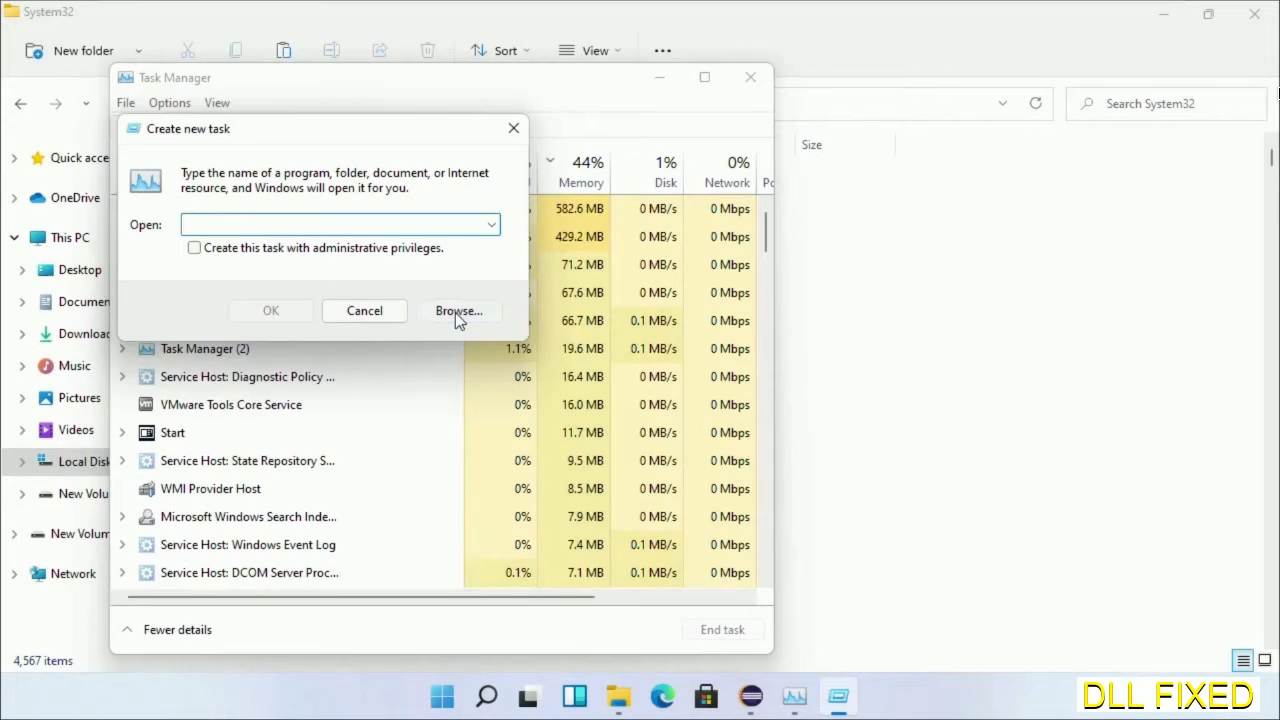 System32
New folder
Sort
View
Search System32
Size
Task Manager
File Options View
Create new task
Type the name of a program, folder, document, or Internet
resource, and Windows will open it for you.
Open:
Create this task with administrative privileges.
OK Cancel Browse...
Quick acce
OneDrive
This PC
Desktop
Documen
Downloa
Music
Pictures
Videos
Local Disk
New Volu
New Volum
Network
44% 1% 0%
Memory Disk Network Po
582.6 MB 0 MB/s 0 Mbps
429.2 MB 0 MB/s 0 Mbps
71.2 MB 0 MB/s 0 Mbps
67.6 MB 0 MB/s 0 Mbps
66.7 MB 0.1 MB/s 0 Mbps
Task Manager (2) 1.1% 19.6 MB 0.1 MB/s 0 Mbps
Service Host: Diagnostic Policy ... 0% 16.4 MB 0 MB/s 0 Mbps
VMware Tools Core Service 0% 16.0 MB 0 MB/s 0 Mbps
Start 0% 11.7 MB 0 MB/s 0 Mbps
Service Host: State Repository S... 0% 9.5 MB 0 MB/s 0 Mbps
WMI Provider Host 0% 8.5 MB 0 MB/s 0 Mbps
Microsoft Windows Search Inde... 0% 7.9 MB 0 MB/s 0 Mbps
Service Host: Windows Event Log 0% 7.4 MB 0.1 MB/s 0 Mbps
Service Host: DCOM Server Proc... 0.1% 7.1 MB 0.1 MB/s 0 Mbps
Fewer details
End task
4,567 items
DLL FIXED